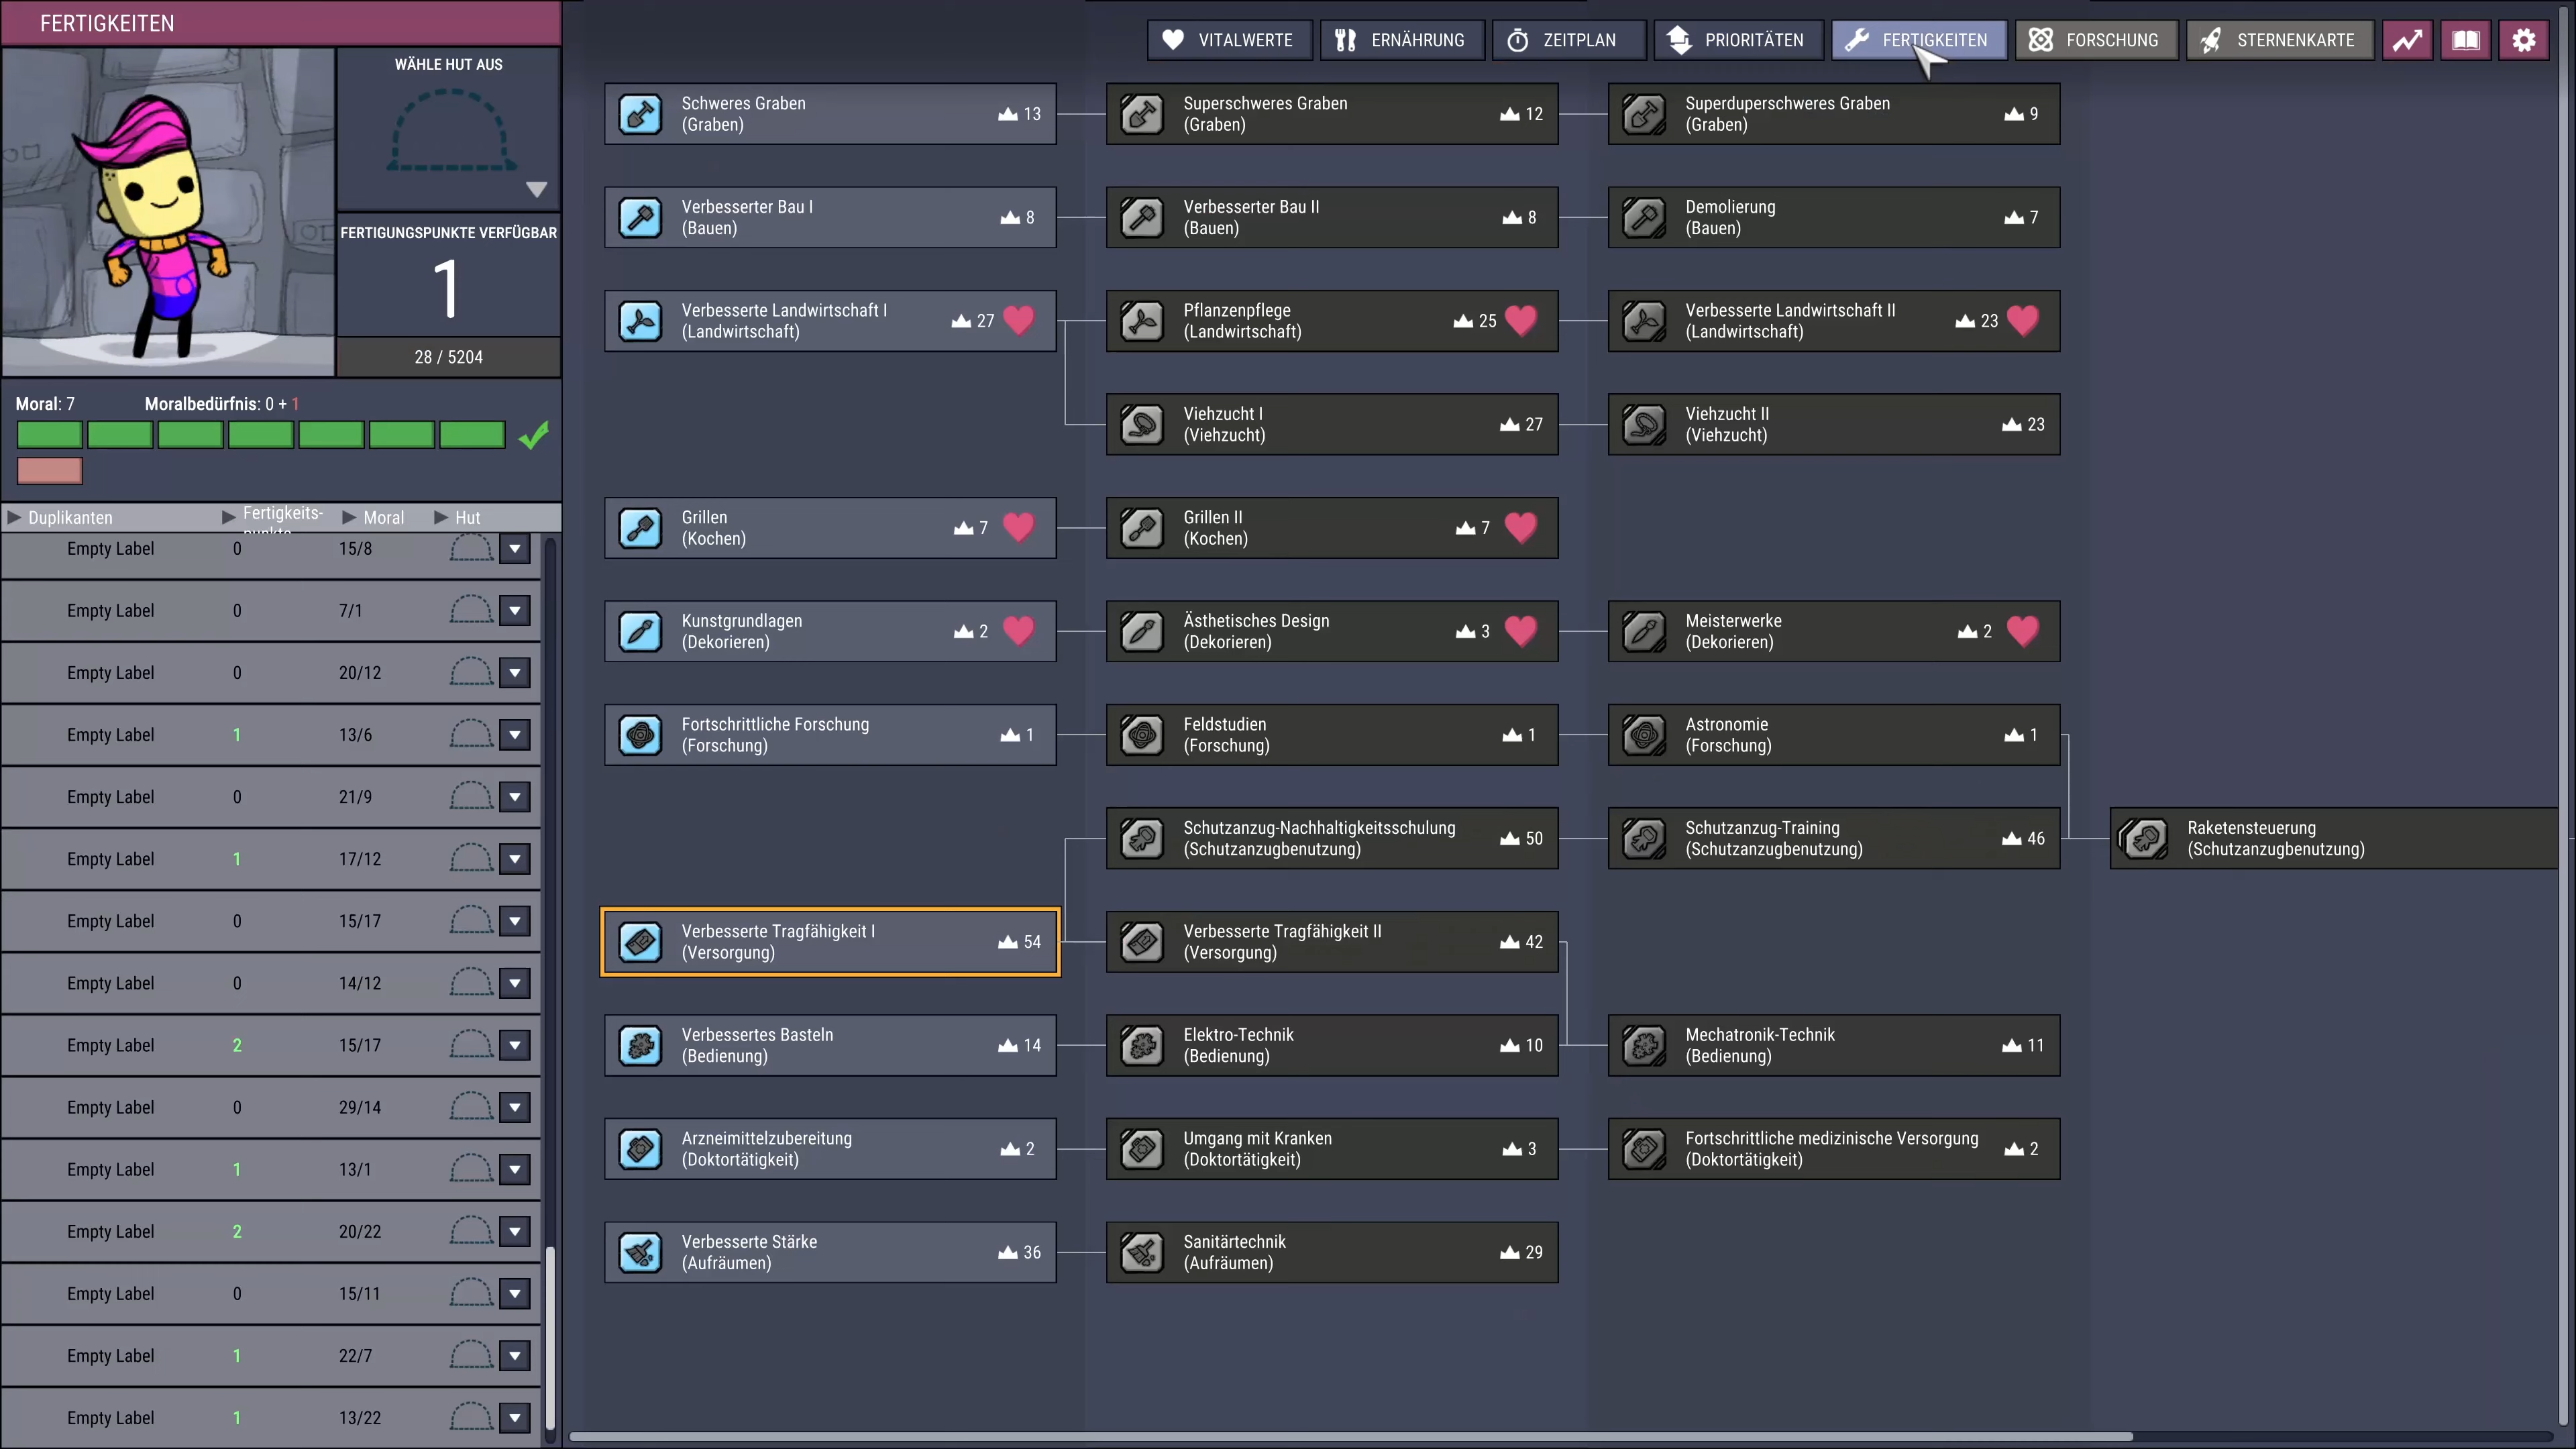 FERTIGKEITEN
VITALWERTE
ERNÄHRUNG
ZEITPLAN
PRIORITÄTEN
FERTIGKEITEN
FORSCHUNG
STERNENKARTE
WÄHLE HUT AUS
FERTIGUNGSPUNKTE VERFÜGBAR
1
28 / 5204
Moral: 7 Moralbedürfnis: 0 + 1
Duplikanten Fertigkeits- Moral Hut
punkte
Empty Label 0 15/8
Empty Label 0 7/1
Empty Label 0 20/12
Empty Label 1 13/6
Empty Label 0 21/9
Empty Label 1 17/12
Empty Label 0 15/17
Empty Label 0 14/12
Empty Label 2 15/17
Empty Label 0 29/14
Empty Label 1 13/1
Empty Label 2 20/22
Empty Label 0 15/11
Empty Label 1 22/7
Empty Label 1 13/22
Schweres Graben
(Graben)
13
Superschweres Graben
(Graben)
12
Superduperschweres Graben
(Graben)
9
Verbesserter Bau I
(Bauen)
8
Verbesserter Bau II
(Bauen)
8
Demolierung
(Bauen)
7
Verbesserte Landwirtschaft I
(Landwirtschaft)
27
Pflanzenpflege
(Landwirtschaft)
25
Verbesserte Landwirtschaft II
(Landwirtschaft)
23
Viehzucht I
(Viehzucht)
27
Viehzucht II
(Viehzucht)
23
Grillen
(Kochen)
7
Grillen II
(Kochen)
7
Kunstgrundlagen
(Dekorieren)
2
Ästhetisches Design
(Dekorieren)
3
Meisterwerke
(Dekorieren)
2
Fortschrittliche Forschung
(Forschung)
1
Feldstudien
(Forschung)
1
Astronomie
(Forschung)
1
Schutzanzug-Nachhaltigkeitsschulung
(Schutzanzugbenutzung)
50
Schutzanzug-Training
(Schutzanzugbenutzung)
46
Raketensteuerung
(Schutzanzugbenutzung)
Verbesserte Tragfähigkeit I
(Versorgung)
54
Verbesserte Tragfähigkeit II
(Versorgung)
42
Verbessertes Basteln
(Bedienung)
14
Elektro-Technik
(Bedienung)
10
Mechatronik-Technik
(Bedienung)
11
Arzneimittelzubereitung
(Doktortätigkeit)
2
Umgang mit Kranken
(Doktortätigkeit)
3
Fortschrittliche medizinische Versorgung
(Doktortätigkeit)
2
Verbesserte Stärke
(Aufräumen)
36
Sanitärtechnik
(Aufräumen)
29